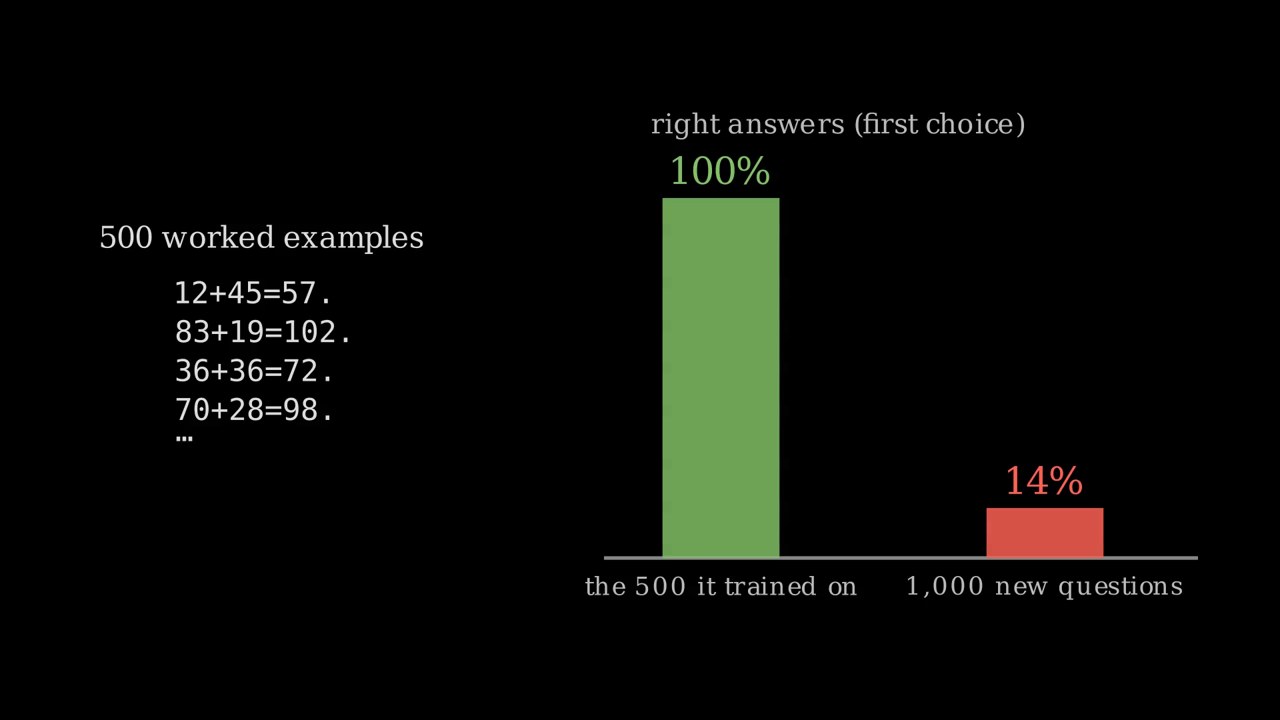 500 worked examples
12+45=57.
83+19=102.
36+36=72.
70+28=98.
…
right answers (first choice)
100%
14%
the 500 it trained on
1,000 new questions